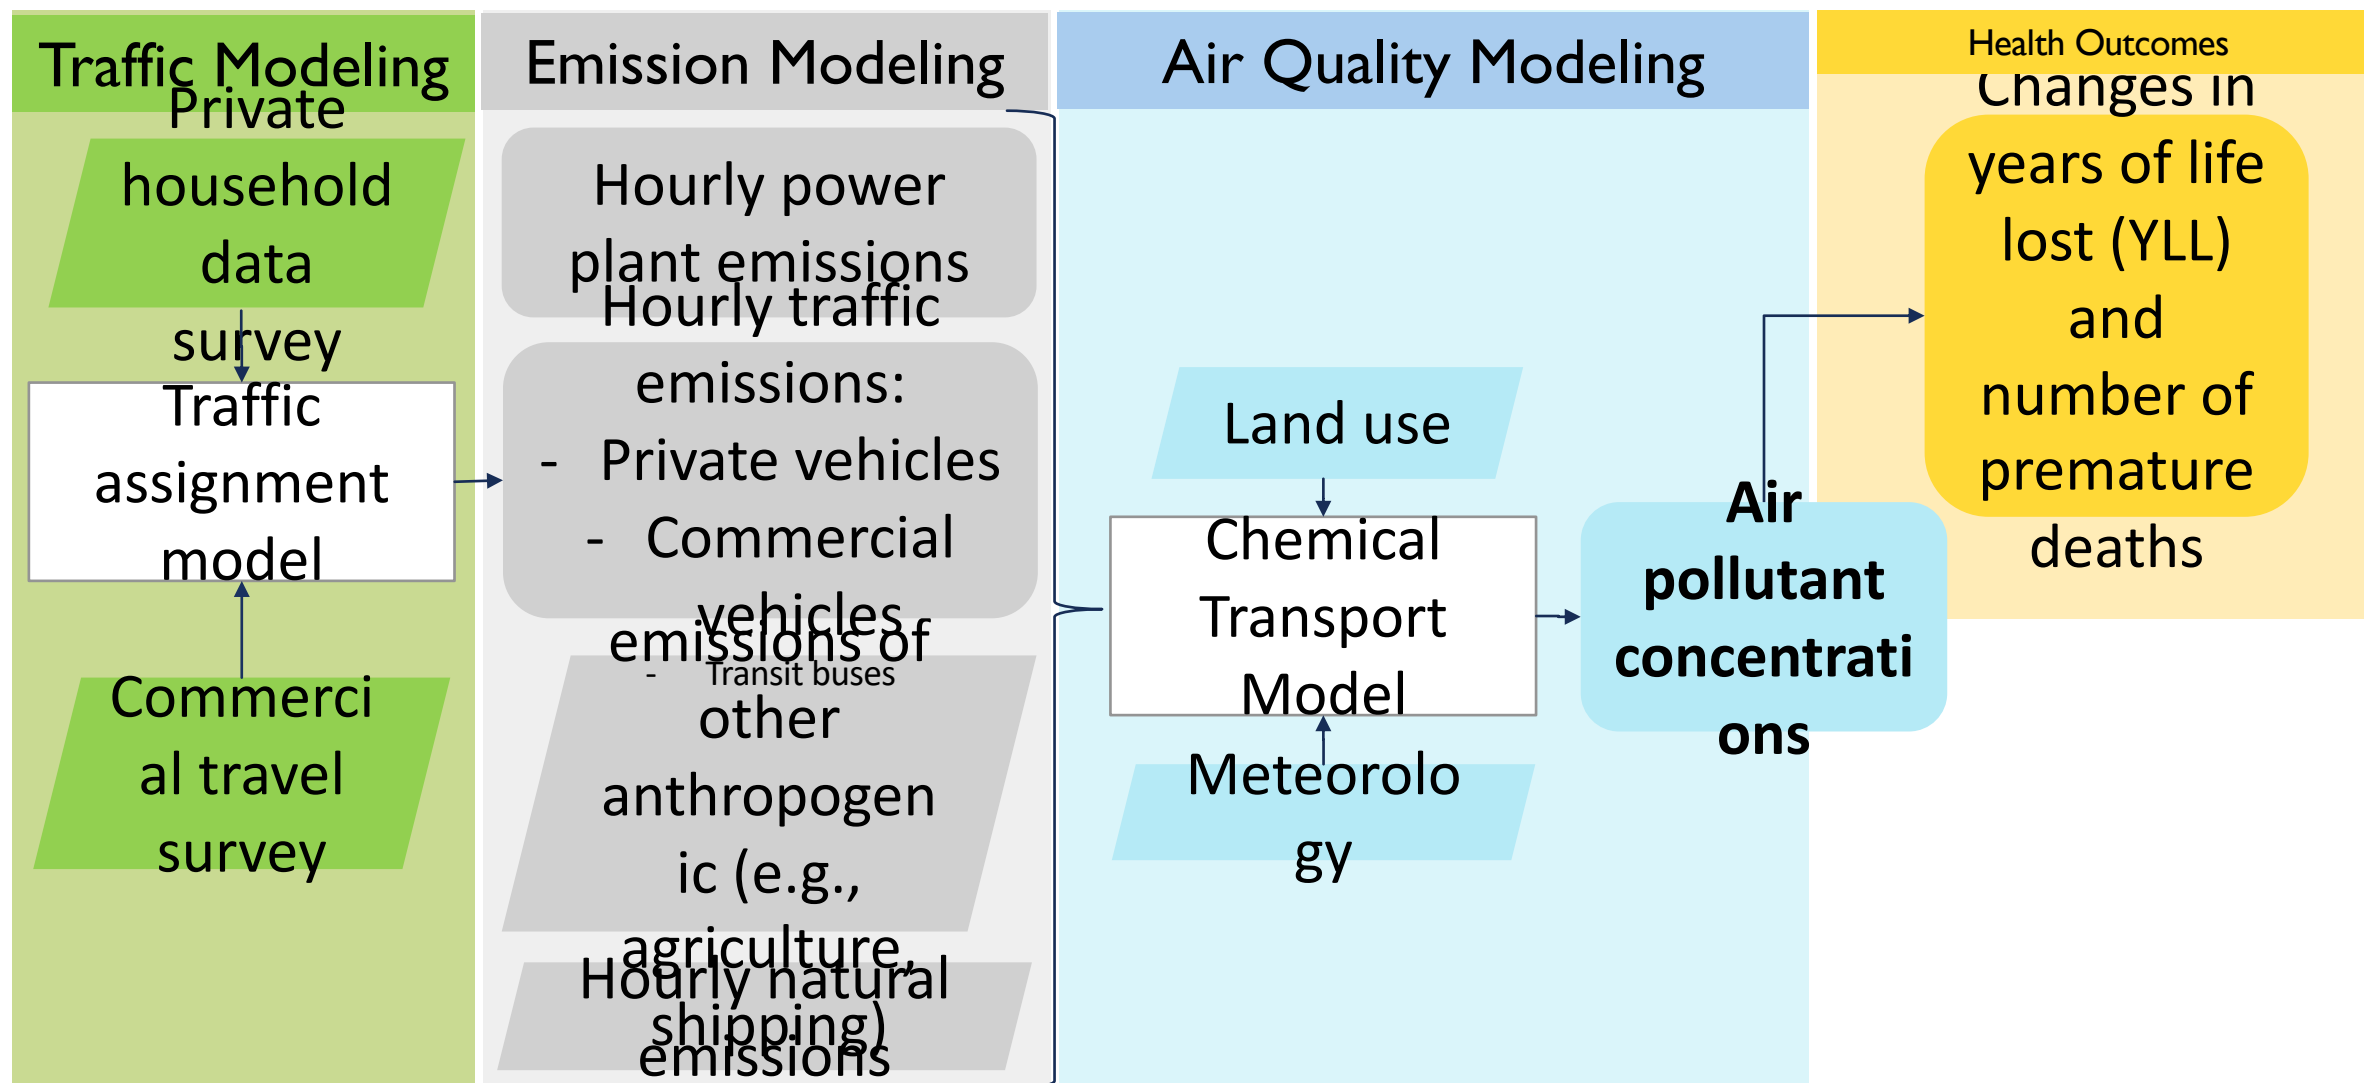 Traffic Modeling
Private
household
data
survey
Traffic
assignment
model
Commerci
al travel
survey
Emission Modeling
Hourly power
plant emissions
Hourly traffic
emissions:
- Private vehicles
- Commercial
vehicles
- Transit buses
emissions of
other
anthropogen
ic (e.g.,
agriculture,
shipping)
Hourly natural
emissions
Air Quality Modeling
Land use
Chemical
Transport
Model
Meteorolo
gy
Air
pollutant
concentrati
ons
Health Outcomes
Changes in
years of life
lost (YLL)
and
number of
premature
deaths